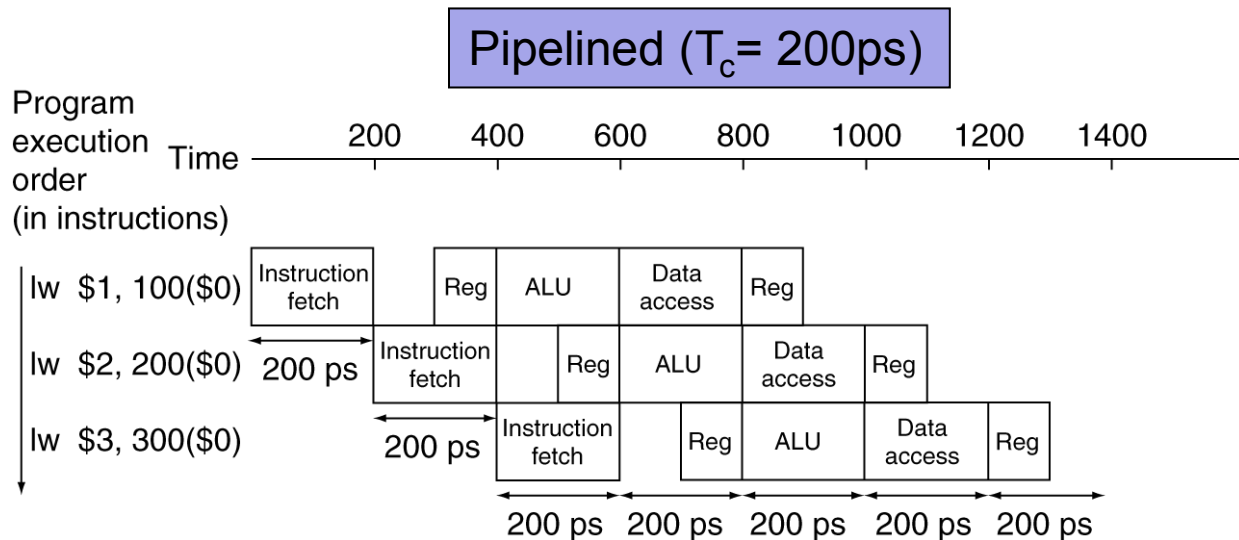 Pipelined (Tc= 200ps)
Program
execution
order
(in instructions)
Time
200 400 600 800 1000 1200 1400
lw $1, 100($0)
Instruction
fetch
Reg
ALU
Data
access
Reg
200 ps
lw $2, 200($0)
Instruction
fetch
Reg
ALU
Data
access
Reg
200 ps
lw $3, 300($0)
Instruction
fetch
Reg
ALU
Data
access
Reg
200 ps 200 ps 200 ps 200 ps 200 ps